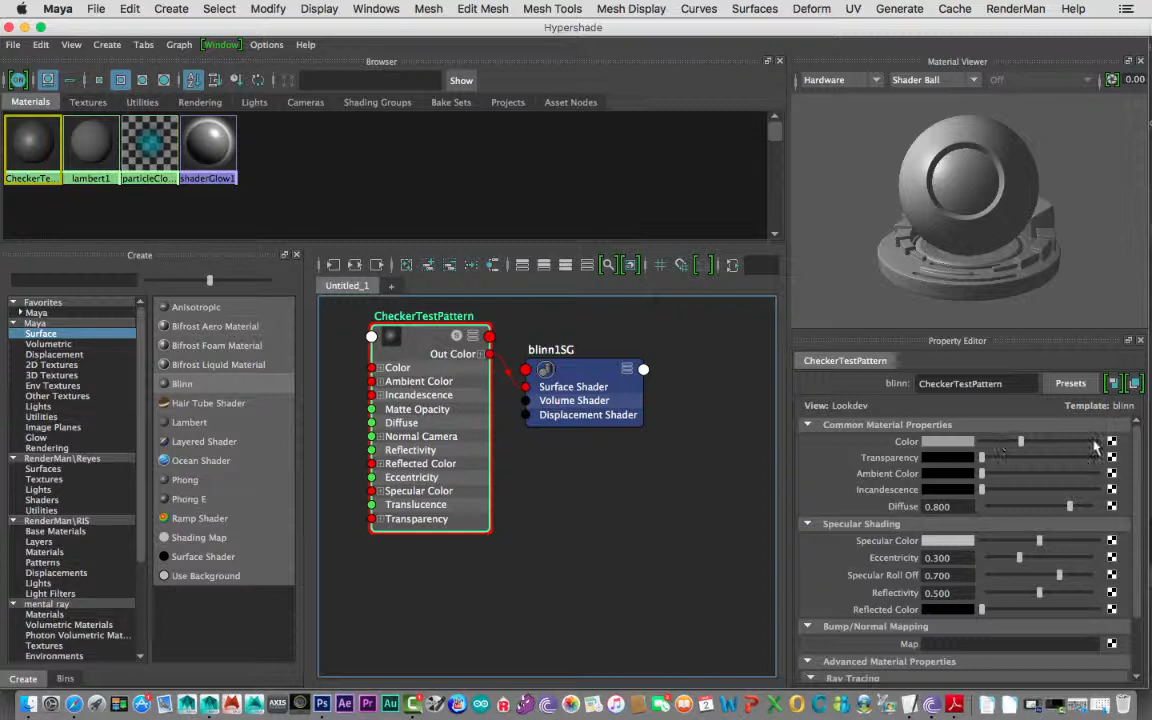 Maya File Edit Create Select Modify Display Windows Mesh Edit Mesh Mesh Tools Mesh Display Curves Surfaces Deform UV Generate Cache RenderMan Help
Hypershade
File Edit View Create Tabs Graph Window Options Help
Browser
Show
Materials Textures Utilities Rendering Lights Cameras Shading Groups Bake Sets Projects Asset Nodes
CheckerTe... lambert1 particleClo... shaderGlow1
Material Viewer
Hardware Shader Ball Off 0.00
Create
Favorites
Maya
Maya
Surface
Volumetric
Displacement
2D Textures
3D Textures
Env Textures
Other Textures
Lights
Utilities
Image Planes
Glow
Rendering
RenderMan\Reyes
Surfaces
Textures
Lights
Shaders
Utilities
RenderMan\RIS
Base Materials
Layers
Materials
Patterns
Displacements
Lights
Light Filters
mental ray
Materials
Volumetric Materials
Photon Volumetric Mat...
Textures
Environments
Anisotropic
Bifrost Aero Material
Bifrost Foam Material
Bifrost Liquid Material
Blinn
Hair Tube Shader
Lambert
Layered Shader
Ocean Shader
Phong
Phong E
Ramp Shader
Shading Map
Surface Shader
Use Background
Create Bins
Untitled_1 +
CheckerTestPattern
S
Out Color
Color
Ambient Color
Incandescence
Matte Opacity
Diffuse
Normal Camera
Reflectivity
Reflected Color
Eccentricity
Specular Color
Translucence
Transparency
blinn1SG
Surface Shader
Volume Shader
Displacement Shader
Property Editor
CheckerTestPattern
blinn: CheckerTestPattern Presets
View: Lookdev Template: blinn
Common Material Properties
Color
Transparency
Ambient Color
Incandescence
Diffuse 0.800
Specular Shading
Specular Color
Eccentricity 0.300
Specular Roll Off 0.700
Reflectivity 0.500
Reflected Color
Bump/Normal Mapping
Map
Advanced Material Properties
Ray Tracing